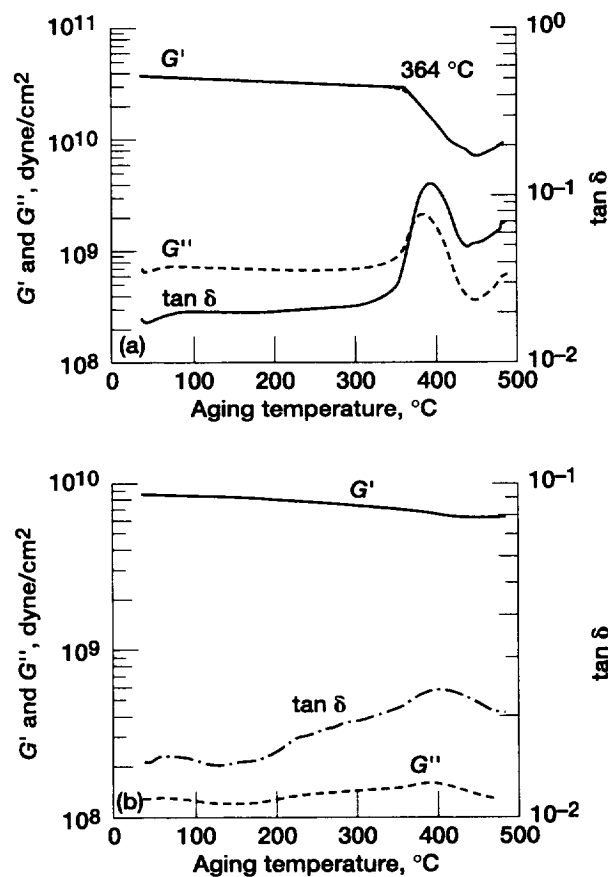 10¹¹
10⁰
G'
364 °C
10¹⁰
G' and G'', dyne/cm²
10⁻¹
tan δ
10⁹
G''
tan δ
(a)
10⁸
10⁻²
0 100 200 300 400 500
Aging temperature, °C
10¹⁰
10⁻¹
G'
G' and G'', dyne/cm²
10⁹
tan δ
tan δ
G''
(b)
10⁸
10⁻²
0 100 200 300 400 500
Aging temperature, °C